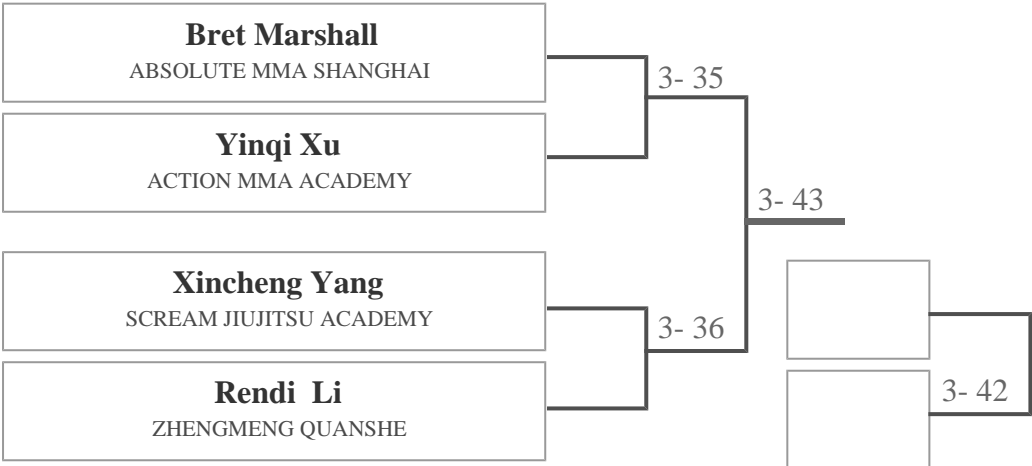 Bret Marshall
ABSOLUTE MMA SHANGHAI
3- 35
Yinqi Xu
ACTION MMA ACADEMY
3- 43
Xincheng Yang
SCREAM JIUJITSU ACADEMY
3- 36
Rendi  Li
ZHENGMENG QUANSHE
3- 42